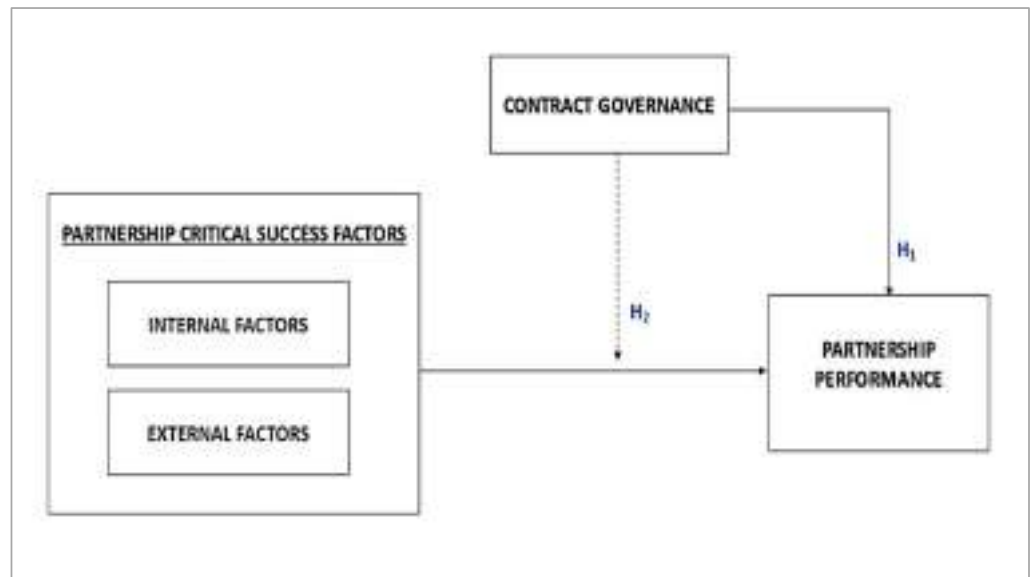 CONTRACT GOVERNANCE
PARTNERSHIP CRITICAL SUCCESS FACTORS
H₁
INTERNAL FACTORS
H₂
PARTNERSHIP
PERFORMANCE
EXTERNAL FACTORS